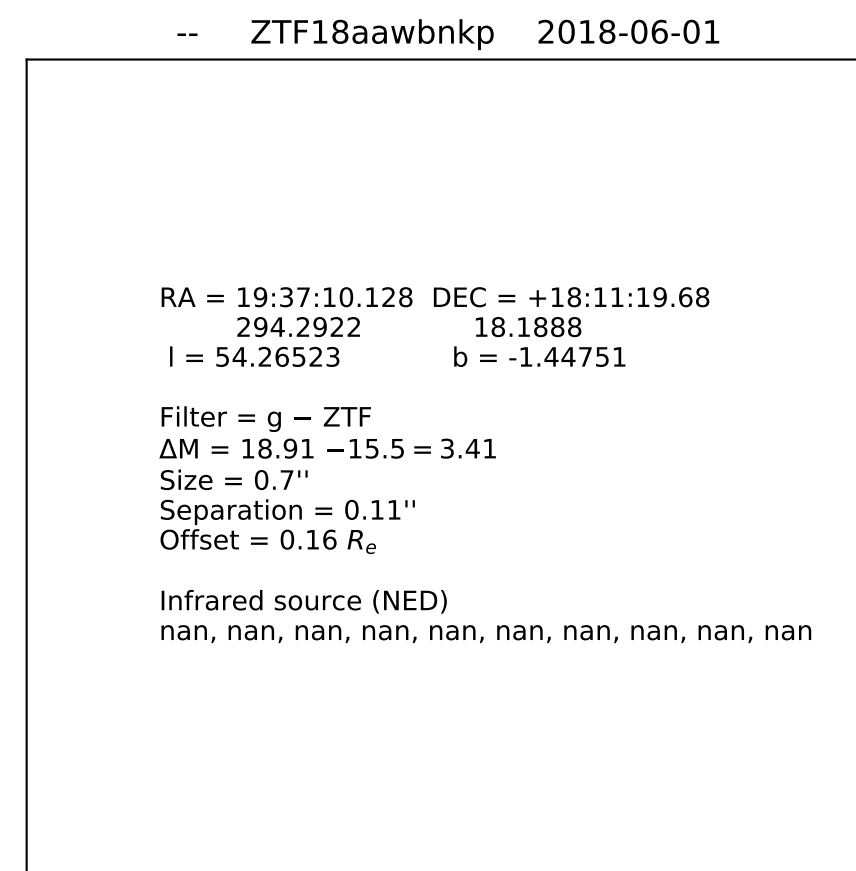 -- ZTF18aawbnkp 2018-06-01
RA = 19:37:10.128 DEC = +18:11:19.68
294.2922 18.1888
l = 54.26523 b = -1.44751
Filter = g − ZTF
ΔM = 18.91 −15.5 = 3.41
Size = 0.7''
Separation = 0.11''
Offset = 0.16 Re
Infrared source (NED)
nan, nan, nan, nan, nan, nan, nan, nan, nan, nan